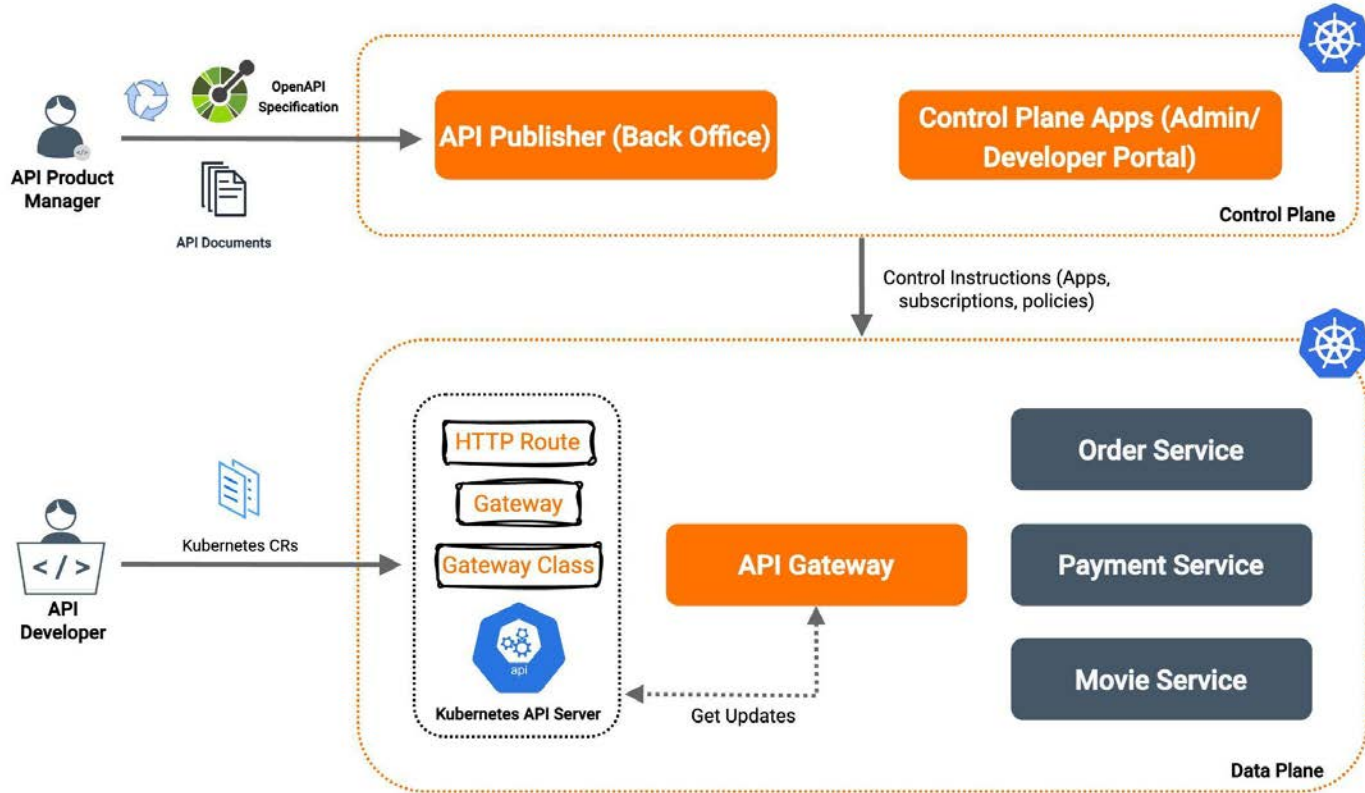 OpenAPI
Specification
API Product
Manager
API Documents
API Publisher (Back Office)
Control Plane Apps (Admin/
Developer Portal)
Control Plane
Control Instructions (Apps,
subscriptions, policies)
</>
API
Developer
Kubernetes CRs
HTTP Route
Gateway
Gateway Class
api
Kubernetes API Server
API Gateway
Get Updates
Order Service
Payment Service
Movie Service
Data Plane